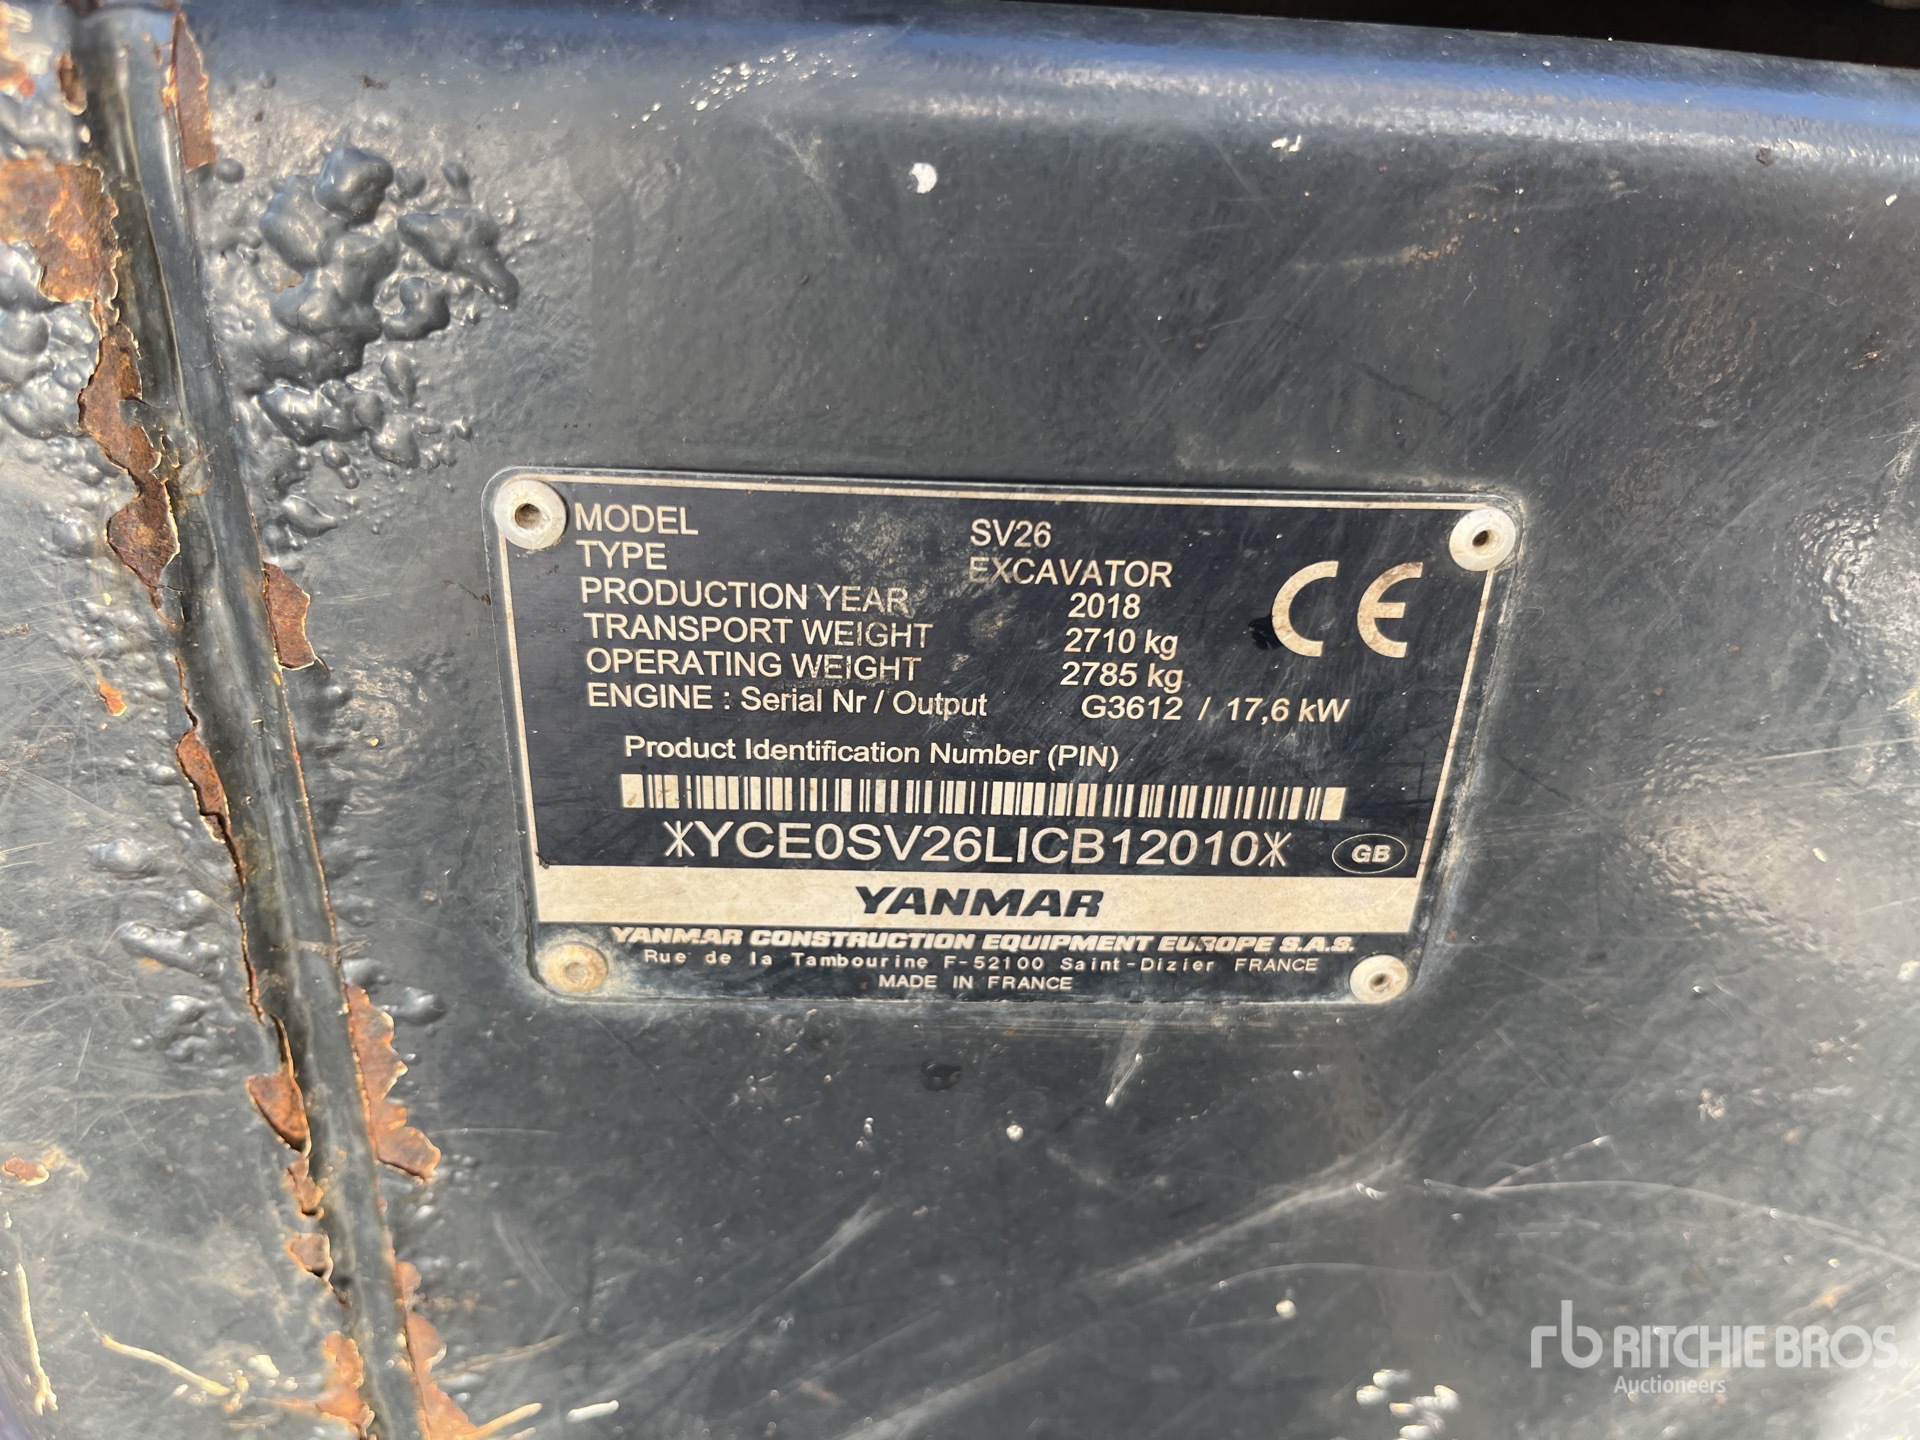 MODEL SV26
TYPE EXCAVATOR
PRODUCTION YEAR 2018
TRANSPORT WEIGHT 2710 kg
OPERATING WEIGHT 2785 kg
ENGINE : Serial Nr / Output G3612 / 17,6 kW
CE
Product Identification Number (PIN)
*YCE0SV26LICB12010*
GB
YANMAR
YANMAR CONSTRUCTION EQUIPMENT EUROPE S.A.S.
Rue de la Tambourine F-52100 Saint-Dizier FRANCE
MADE IN FRANCE
rb RITCHIE BROS.
Auctioneers